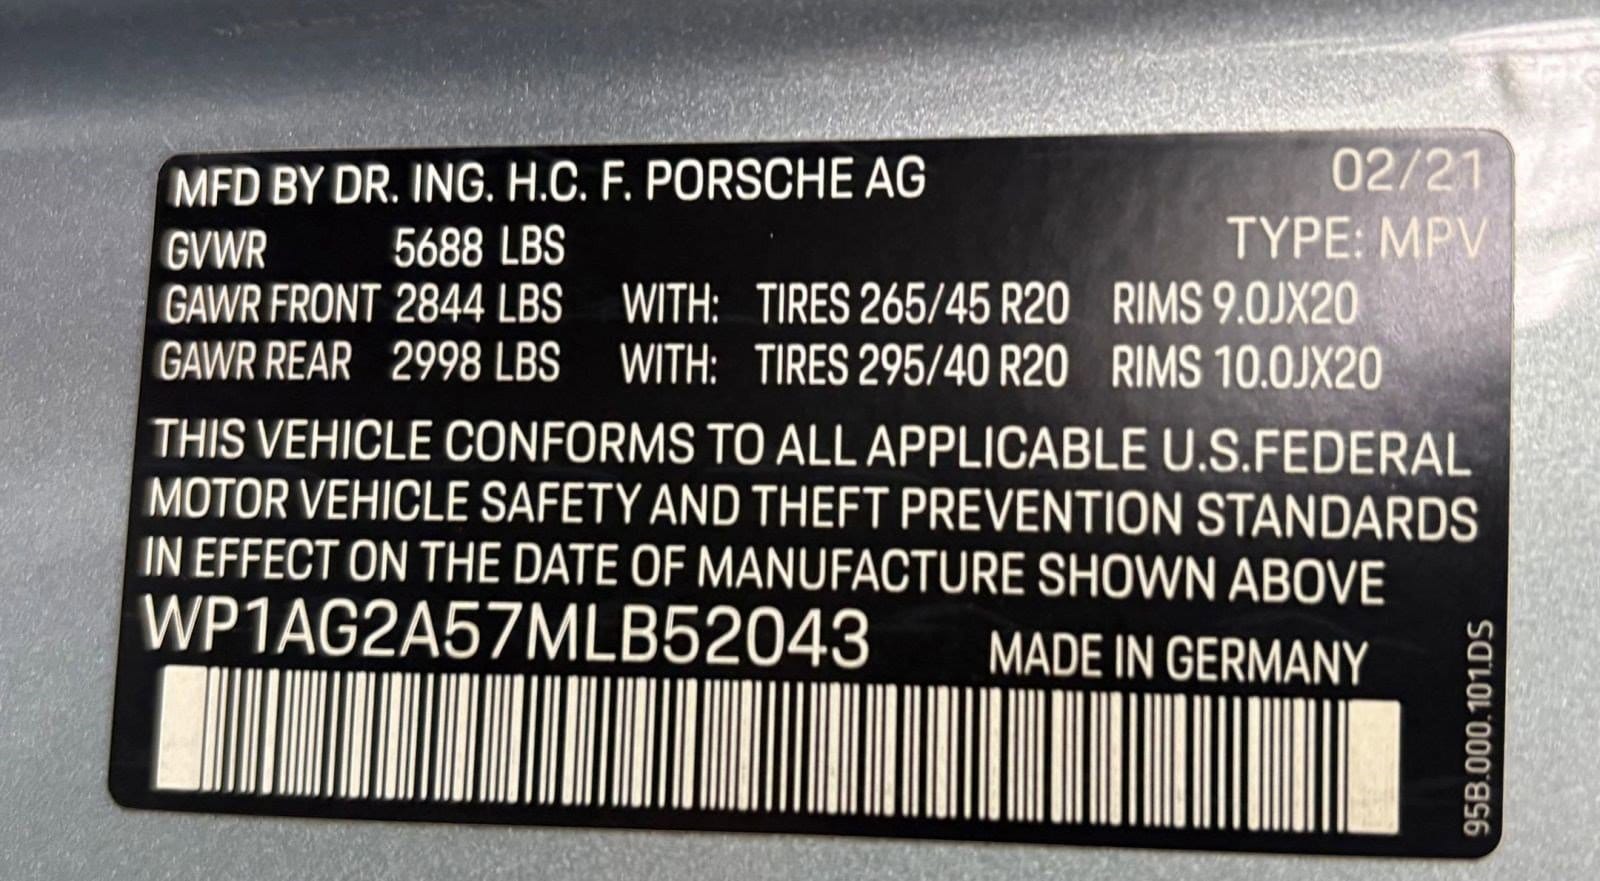 MFD BY DR. ING. H.C. F. PORSCHE AG 02/21
GVWR 5688 LBS TYPE: MPV
GAWR FRONT 2844 LBS WITH: TIRES 265/45 R20 RIMS 9.0JX20
GAWR REAR 2998 LBS WITH: TIRES 295/40 R20 RIMS 10.0JX20
THIS VEHICLE CONFORMS TO ALL APPLICABLE U.S.FEDERAL
MOTOR VEHICLE SAFETY AND THEFT PREVENTION STANDARDS
IN EFFECT ON THE DATE OF MANUFACTURE SHOWN ABOVE
WP1AG2A57MLB52043 MADE IN GERMANY
95B.000.101.DS